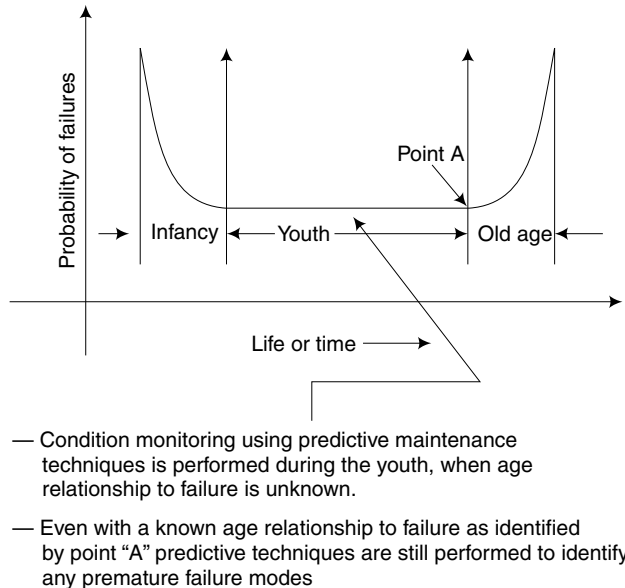 Probability of failures
Point A
Infancy
Youth
Old age
Life or time
— Condition monitoring using predictive maintenance
techniques is performed during the youth, when age
relationship to failure is unknown.
— Even with a known age relationship to failure as identified
by point “A” predictive techniques are still performed to identify
any premature failure modes